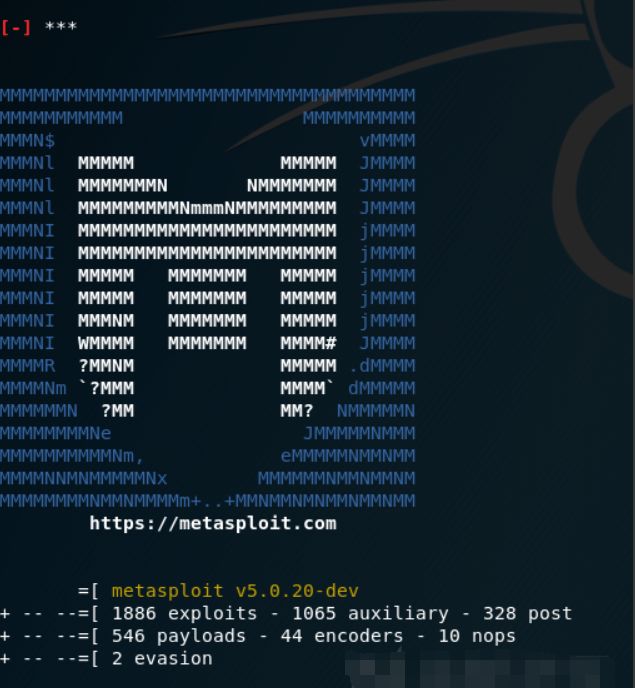 [-] ***
MMMMMMMMMMMMMMMMMMMMMMMMMMMMMMMMMMMMM
MMMMMMMMMMM                MMMMMMMMMM
MMMN$                           vMMMM
MMMNl  MMMMM             MMMMM  JMMMM
MMMNl  MMMMMMMN       NMMMMMMM  JMMMM
MMMNl  MMMMMMMMMNmmmNMMMMMMMMM  JMMMM
MMMNI  MMMMMMMMMMMMMMMMMMMMMMM  jMMMM
MMMNI  MMMMMMMMMMMMMMMMMMMMMMM  jMMMM
MMMNI  MMMMM   MMMMMMM   MMMMM  jMMMM
MMMNI  MMMMM   MMMMMMM   MMMMM  jMMMM
MMMNI  MMMNM   MMMMMMM   MMMMM  jMMMM
MMMNI  WMMMM   MMMMMMM   MMMM#  JMMMM
MMMMR  ?MMNM             MMMMM .dMMMM
MMMMNm `?MMM             MMMM` dMMMMM
MMMMMMN  ?MM             MM?  NMMMMMN
MMMMMMMMNe                 JMMMMMNMMM
MMMMMMMMMMNm,            eMMMMMNMMNMM
MMMMNNMNMMMMMNx        MMMMMMNMMNMMNM
MMMMMMMMNMMNMMMMm+..+MMNMMNMNMMNMMNMM
https://metasploit.com
=[ metasploit v5.0.20-dev
+ -- --=[ 1886 exploits - 1065 auxiliary - 328 post
+ -- --=[ 546 payloads - 44 encoders - 10 nops
+ -- --=[ 2 evasion